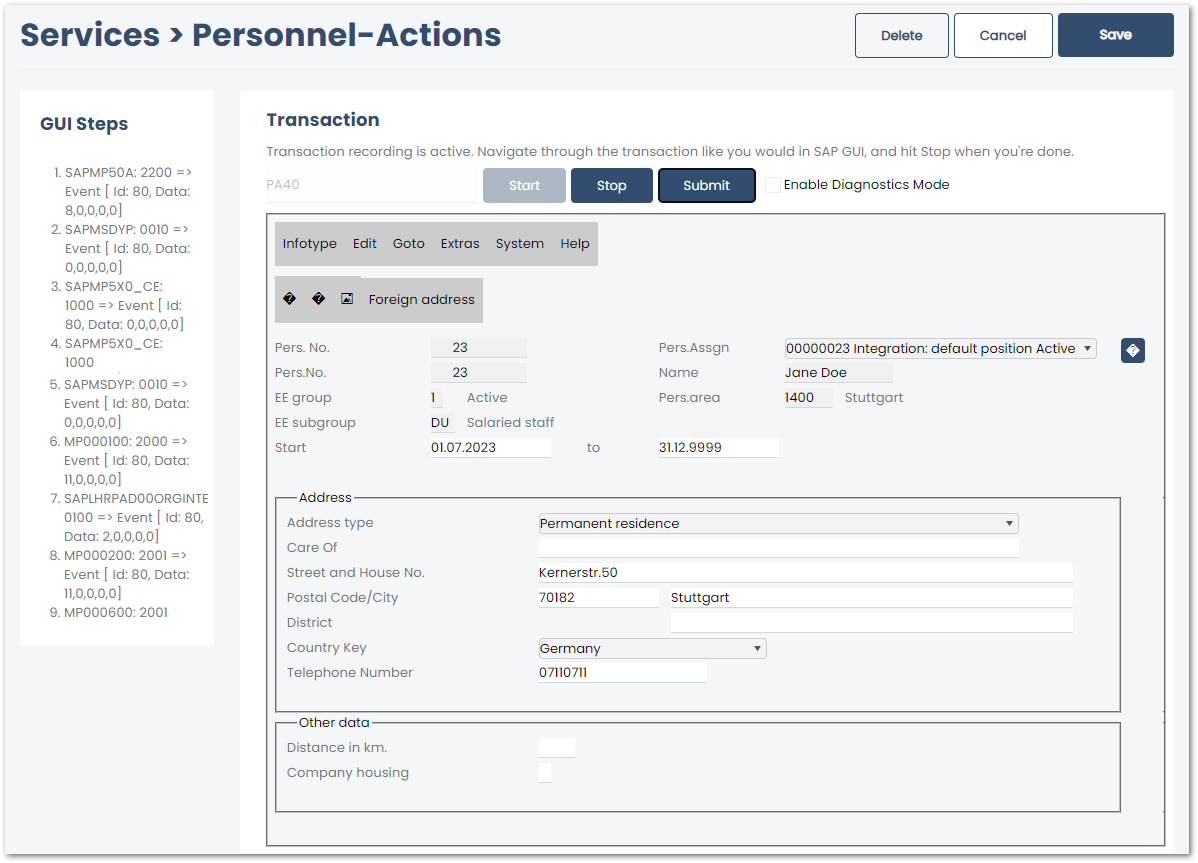 Services > Personnel-Actions
Delete
Cancel
Save
GUI Steps
1. SAPMP50A: 2200 =>
Event [ Id: 80, Data:
8,0,0,0,0]
2. SAPMSDYP: 0010 =>
Event [ Id: 80, Data:
0,0,0,0,0]
3. SAPMP5X0_CE:
1000 => Event [ Id:
80, Data: 0,0,0,0,0]
4. SAPMP5X0_CE:
1000
5. SAPMSDYP: 0010 =>
Event [ Id: 80, Data:
0,0,0,0,0]
6. MP000100: 2000 =>
Event [ Id: 80, Data:
11,0,0,0,0]
7. SAPLHRPAD00ORGINTE
0100 => Event [ Id: 80,
Data: 2,0,0,0,0]
8. MP000200: 2001 =>
Event [ Id: 80, Data:
11,0,0,0,0]
9. MP000600: 2001
Transaction
Transaction recording is active. Navigate through the transaction like you would in SAP GUI, and hit Stop when you're done.
PA40 Start Stop Submit Enable Diagnostics Mode
Infotype Edit Goto Extras System Help
� � Foreign address
Pers. No. 23 Pers.Assgn 00000023 Integration: default position Active �
Pers.No. 23 Name Jane Doe
EE group 1 Active Pers.area 1400 Stuttgart
EE subgroup DU Salaried staff
Start 01.07.2023 to 31.12.9999
Address
Address type Permanent residence
Care Of
Street and House No. Kernerstr.50
Postal Code/City 70182 Stuttgart
District
Country Key Germany
Telephone Number 07110711
Other data
Distance in km.
Company housing